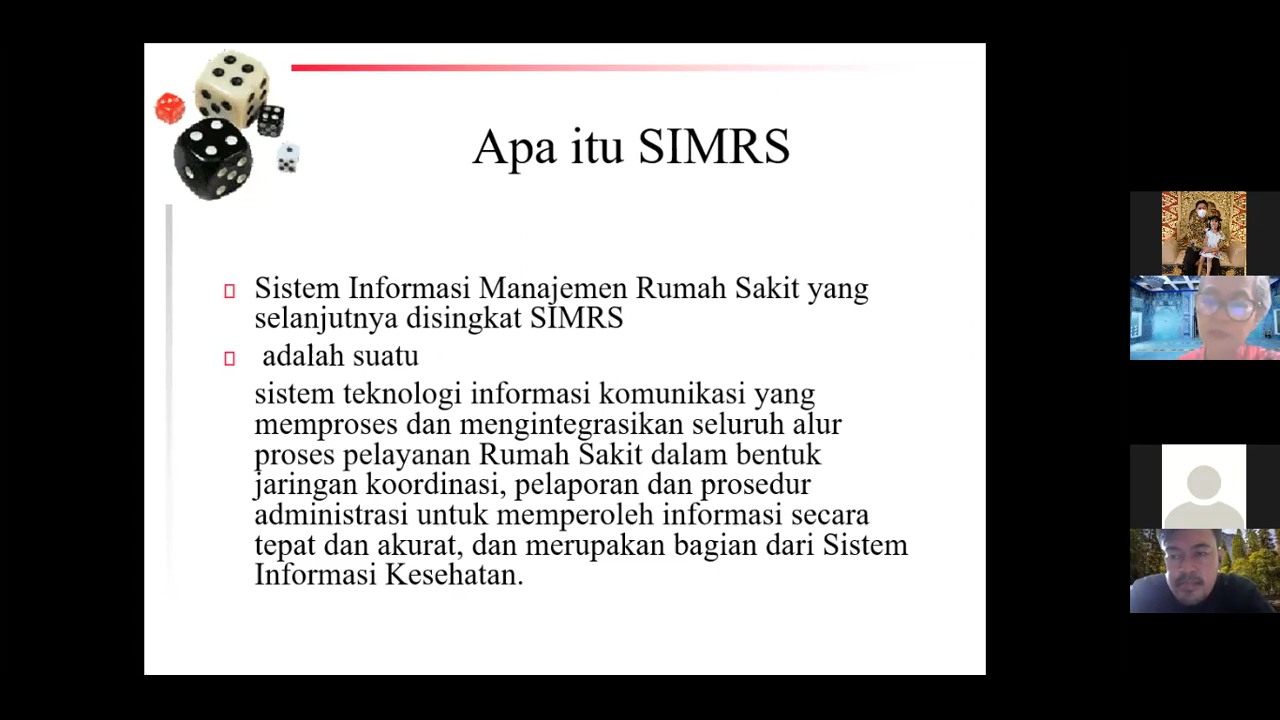 Apa itu SIMRS
Sistem Informasi Manajemen Rumah Sakit yang
selanjutnya disingkat SIMRS
adalah suatu
sistem teknologi informasi komunikasi yang
memproses dan mengintegrasikan seluruh alur
proses pelayanan Rumah Sakit dalam bentuk
jaringan koordinasi, pelaporan dan prosedur
administrasi untuk memperoleh informasi secara
tepat dan akurat, dan merupakan bagian dari Sistem
Informasi Kesehatan.